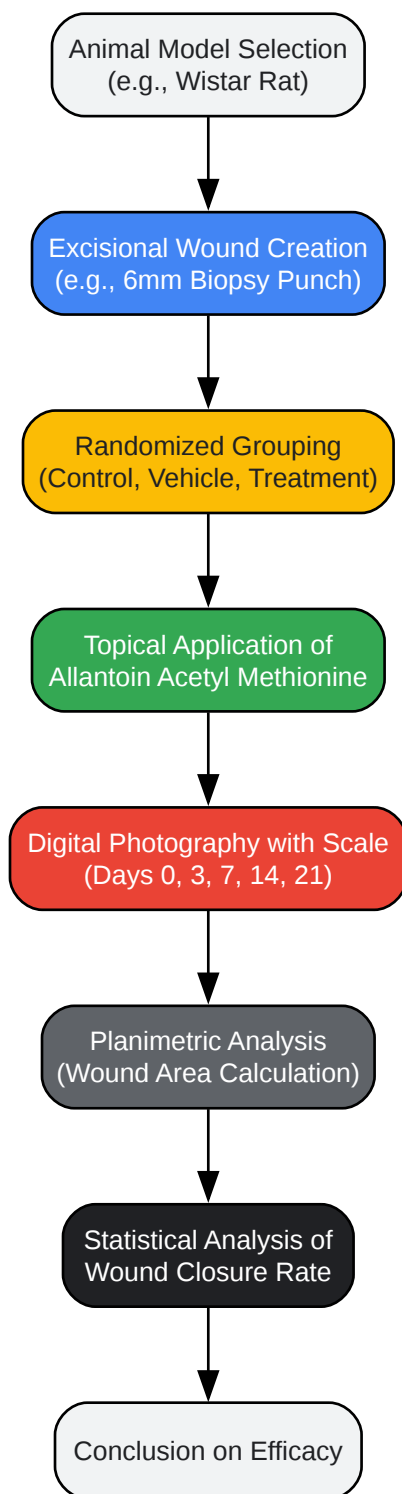 Animal Model Selection
(e.g., Wistar Rat)
Excisional Wound Creation
(e.g., 6mm Biopsy Punch)
Randomized Grouping
(Control, Vehicle, Treatment)
Topical Application of
Allantoin Acetyl Methionine
Digital Photography with Scale
(Days 0, 3, 7, 14, 21)
Planimetric Analysis
(Wound Area Calculation)
Statistical Analysis of
Wound Closure Rate
Conclusion on Efficacy